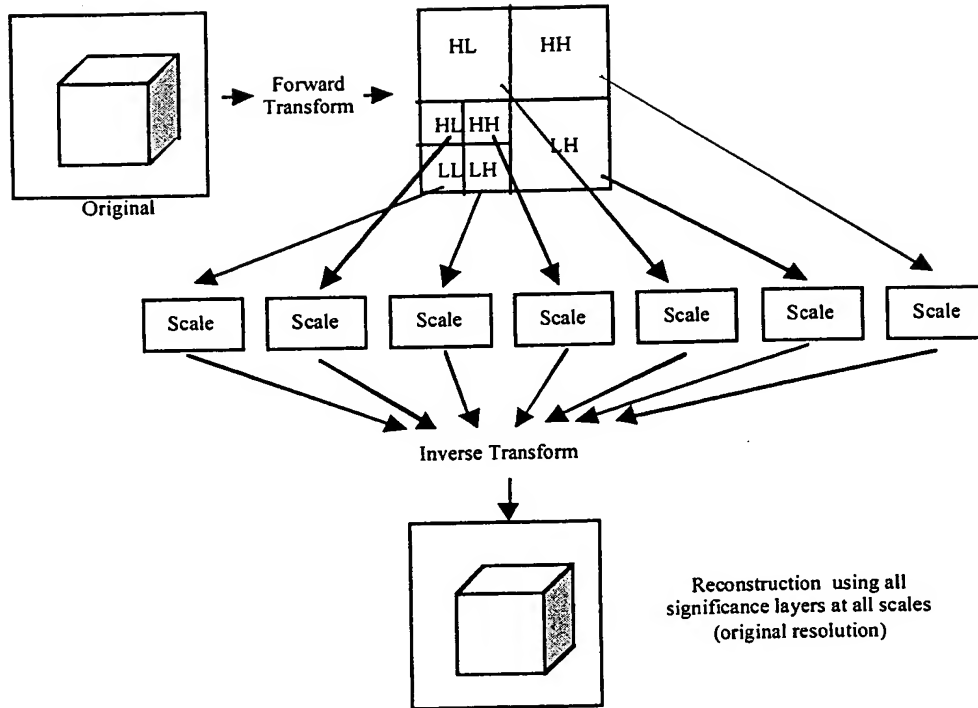 HL HH
Forward
Transform
HL HH
LH
LL LH
Original
Scale Scale Scale Scale Scale Scale Scale
Inverse Transform
Reconstruction using all
significance layers at all scales
(original resolution)